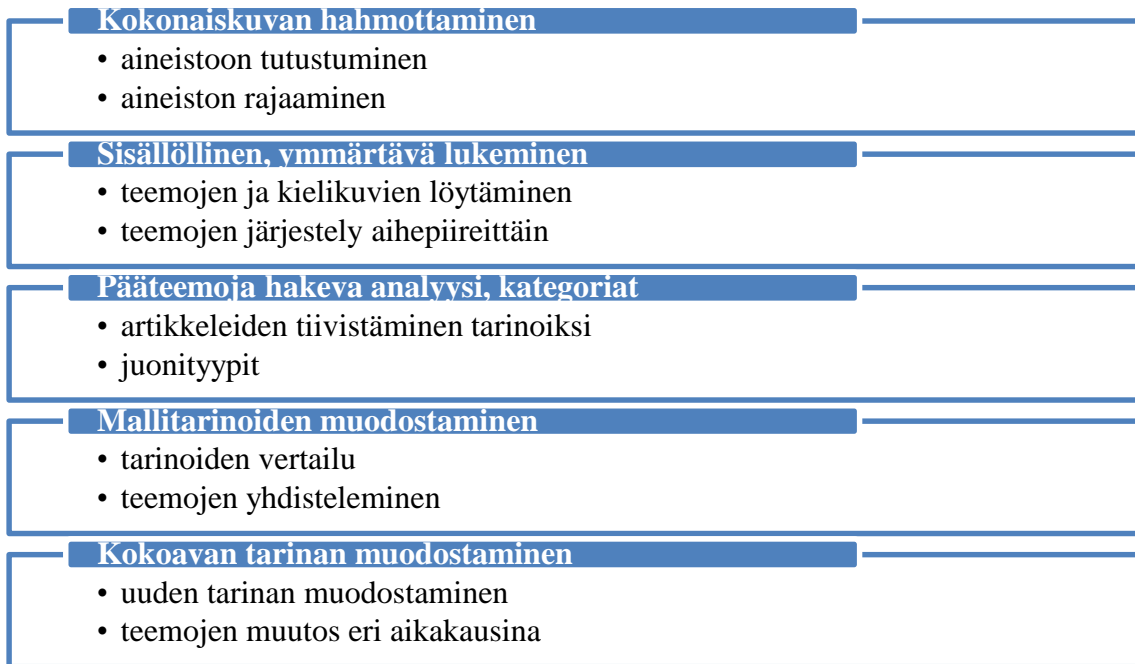 Kokonaiskuvan hahmottaminen
• aineistoon tutustuminen
• aineiston rajaaminen
Sisällöllinen, ymmärtävä lukeminen
• teemojen ja kielikuvien löytäminen
• teemojen järjestely aihepiireittäin
Pääteemoja hakeva analyysi, kategoriat
• artikkeleiden tiivistäminen tarinoiksi
• juonityypit
Mallitarinoiden muodostaminen
• tarinoiden vertailu
• teemojen yhdisteleminen
Kokoavan tarinan muodostaminen
• uuden tarinan muodostaminen
• teemojen muutos eri aikakausina